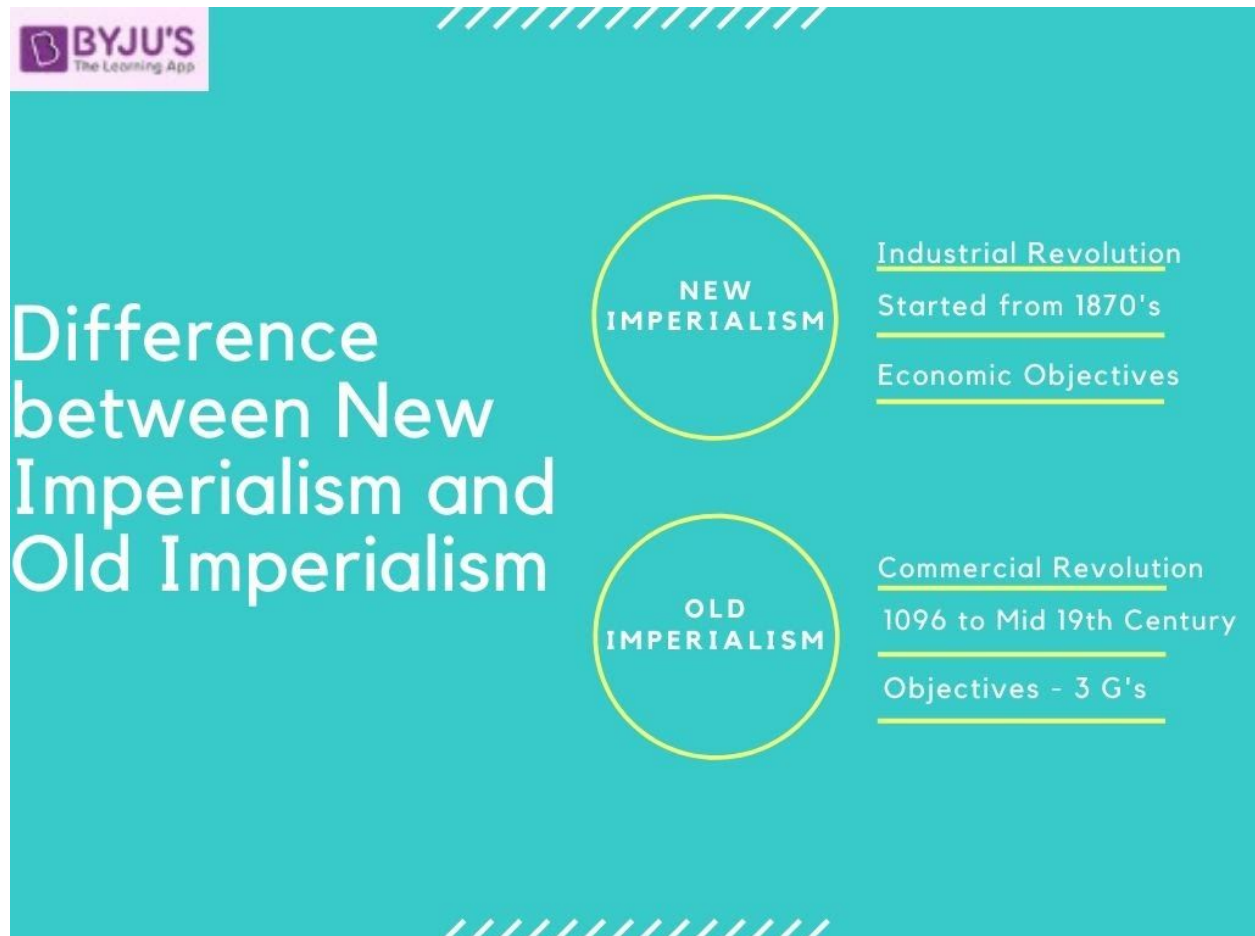 BYJU'S
The Learning App
Difference
between New
Imperialism and
Old Imperialism
NEW
IMPERIALISM
Industrial Revolution
Started from 1870's
Economic Objectives
OLD
IMPERIALISM
Commercial Revolution
1096 to Mid 19th Century
Objectives - 3 G's